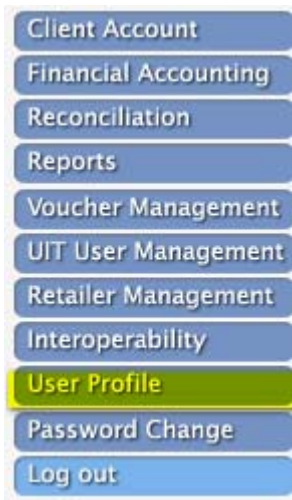 Client Account
Financial Accounting
Reconciliation
Reports
Voucher Management
UIT User Management
Retailer Management
Interoperability
User Profile
Password Change
Log out